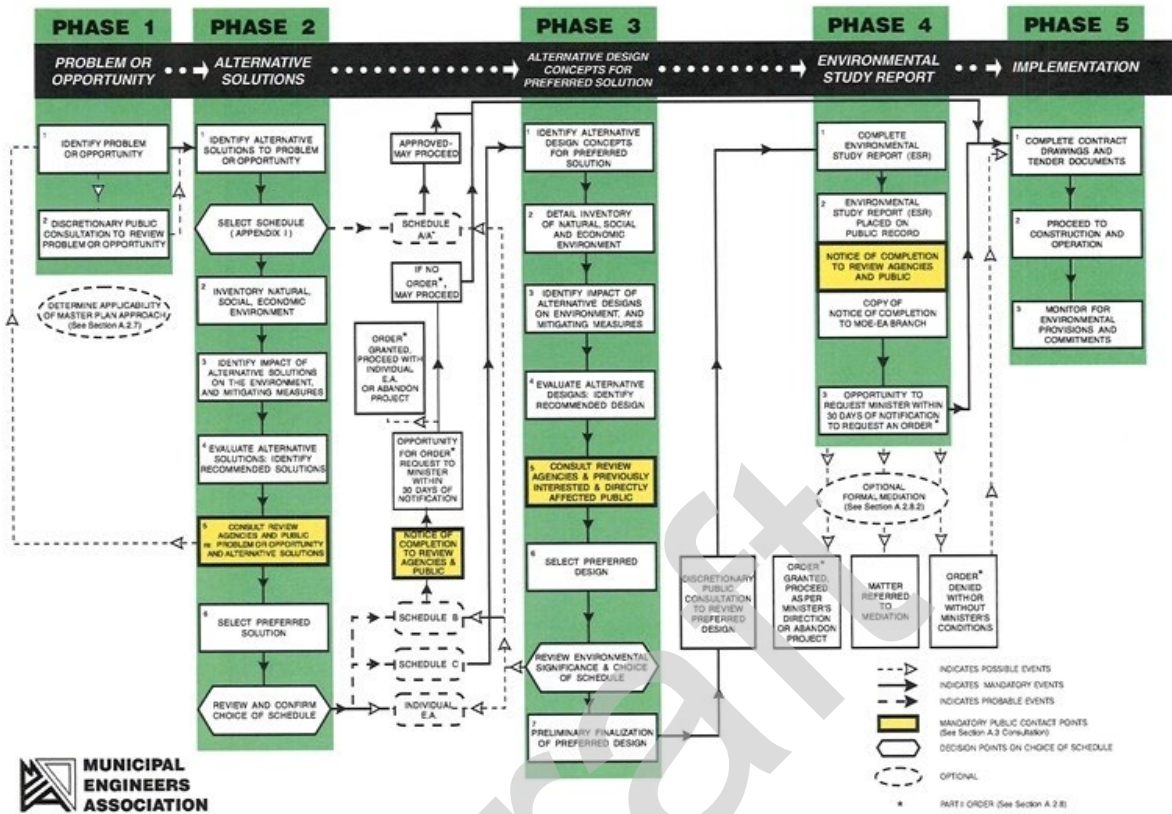 PHASE 1
PHASE 2
PHASE 3
PHASE 4
PHASE 5
PROBLEM OR
OPPORTUNITY
ALTERNATIVE
SOLUTIONS
ALTERNATIVE DESIGN
CONCEPTS FOR
PREFERRED SOLUTION
ENVIRONMENTAL
STUDY REPORT
IMPLEMENTATION
1 IDENTIFY PROBLEM
OR OPPORTUNITY
2 DISCRETIONARY PUBLIC
CONSULTATION TO REVIEW
PROBLEM OR OPPORTUNITY
DETERMINE APPLICABILITY
OF MASTER PLAN APPROACH
(See Section A.2.7)
1 IDENTIFY ALTERNATIVE
SOLUTIONS TO PROBLEM
OR OPPORTUNITY
SELECT SCHEDULE
( APPENDIX I )
2 INVENTORY NATURAL,
SOCIAL, ECONOMIC
ENVIRONMENT
3 IDENTIFY IMPACT OF
ALTERNATIVE SOLUTIONS
ON THE ENVIRONMENT,
AND MITIGATING MEASURES
4 EVALUATE ALTERNATIVE
SOLUTIONS: IDENTIFY
RECOMMENDED SOLUTIONS
5 CONSULT REVIEW
AGENCIES AND PUBLIC
re: PROBLEM OR OPPORTUNITY
AND ALTERNATIVE SOLUTIONS
6 SELECT PREFERRED
SOLUTION
REVIEW AND CONFIRM
CHOICE OF SCHEDULE
APPROVED-
MAY PROCEED
SCHEDULE
A/A+
IF NO
ORDER*,
MAY PROCEED
ORDER*
GRANTED,
PROCEED WITH
INDIVIDUAL
E.A.
OR ABANDON
PROJECT
OPPORTUNITY
FOR ORDER*
REQUEST TO
MINISTER
WITHIN
30 DAYS OF
NOTIFICATION
NOTICE OF
COMPLETION
TO REVIEW
AGENCIES &
PUBLIC
SCHEDULE B
SCHEDULE C
INDIVIDUAL
E.A.
1 IDENTIFY ALTERNATIVE
DESIGN CONCEPTS
FOR PREFERRED
SOLUTION
2 DETAIL INVENTORY
OF NATURAL, SOCIAL
AND ECONOMIC
ENVIRONMENT
3 IDENTIFY IMPACT OF
ALTERNATIVE DESIGNS
ON ENVIRONMENT, AND
MITIGATING MEASURES
4 EVALUATE ALTERNATIVE
DESIGNS: IDENTIFY
RECOMMENDED DESIGN
5 CONSULT REVIEW
AGENCIES & PREVIOUSLY
INTERESTED & DIRECTLY
AFFECTED PUBLIC
6 SELECT PREFERRED
DESIGN
REVIEW ENVIRONMENTAL
SIGNIFICANCE & CHOICE
OF SCHEDULE
7 PRELIMINARY FINALIZATION
OF PREFERRED DESIGN
DISCRETIONARY
PUBLIC
CONSULTATION
TO REVIEW
PREFERRED
DESIGN
1 COMPLETE
ENVIRONMENTAL
STUDY REPORT (ESR)
2 ENVIRONMENTAL
STUDY REPORT (ESR)
PLACED ON
PUBLIC RECORD
NOTICE OF COMPLETION
TO REVIEW AGENCIES
AND PUBLIC
COPY OF
NOTICE OF COMPLETION
TO MOE-EA BRANCH
3 OPPORTUNITY TO
REQUEST MINISTER WITHIN
30 DAYS OF NOTIFICATION
TO REQUEST AN ORDER*
OPTIONAL
FORMAL MEDIATION
(See Section A.2.8.2)
ORDER*
GRANTED,
PROCEED
AS PER
MINISTER'S
DIRECTION
OR ABANDON
PROJECT
MATTER
REFERRED
TO
MEDIATION
ORDER*
DENIED
WITH OR
WITHOUT
MINISTER'S
CONDITIONS
1 COMPLETE CONTRACT
DRAWINGS AND
TENDER DOCUMENTS
2 PROCEED TO
CONSTRUCTION AND
OPERATION
3 MONITOR FOR
ENVIRONMENTAL
PROVISIONS AND
COMMITMENTS
INDICATES POSSIBLE EVENTS
INDICATES MANDATORY EVENTS
INDICATES PROBABLE EVENTS
MANDATORY PUBLIC CONTACT POINTS
(See Section A.3 Consultation)
DECISION POINTS ON CHOICE OF SCHEDULE
OPTIONAL
* PART II ORDER (See Section A.2.8)
MUNICIPAL
ENGINEERS
ASSOCIATION
raft